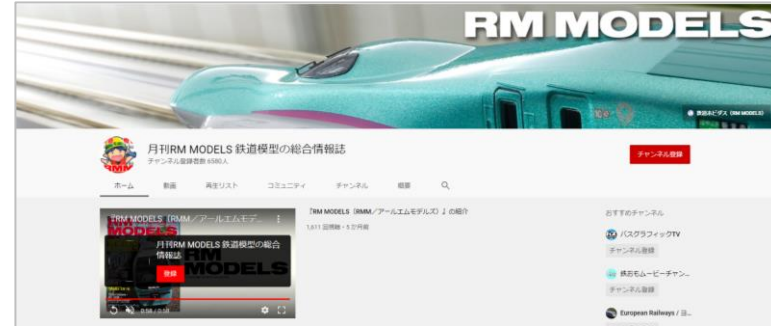 RM MODELS
鉄道ホビダス (RM MODELS)
月刊RM MODELS 鉄道模型の総合情報誌
チャンネル登録者数 6580人
チャンネル登録
ホーム 動画 再生リスト コミュニティ チャンネル 概要
『RM MODELS（RMM／アールエムモデ...
月刊RM MODELS 鉄道模型の総合
情報誌
登録
0:58 / 0:58
『RM MODELS（RMM／アールエムモデルズ）』の紹介
1,611 回視聴・5 か月前
おすすめチャンネル
バスグラフィックTV
チャンネル登録
鉄おもムービーチャン...
チャンネル登録
European Railways /